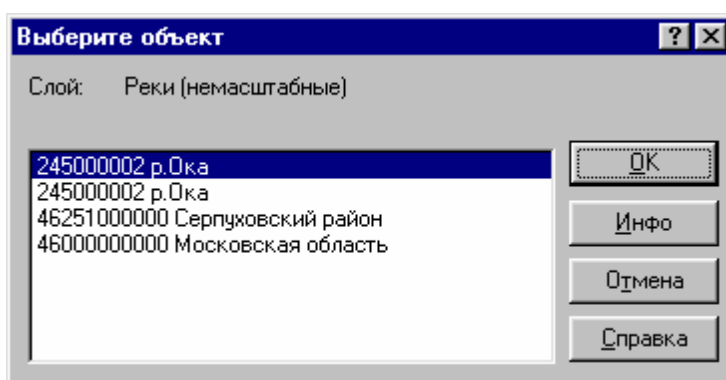 Выберите объект
Слой: Реки (немасштабные)
245000002 р.Ока
245000002 р.Ока
46251000000 Серпуховский район
46000000000 Московская область
OK
Инфо
Отмена
Справка